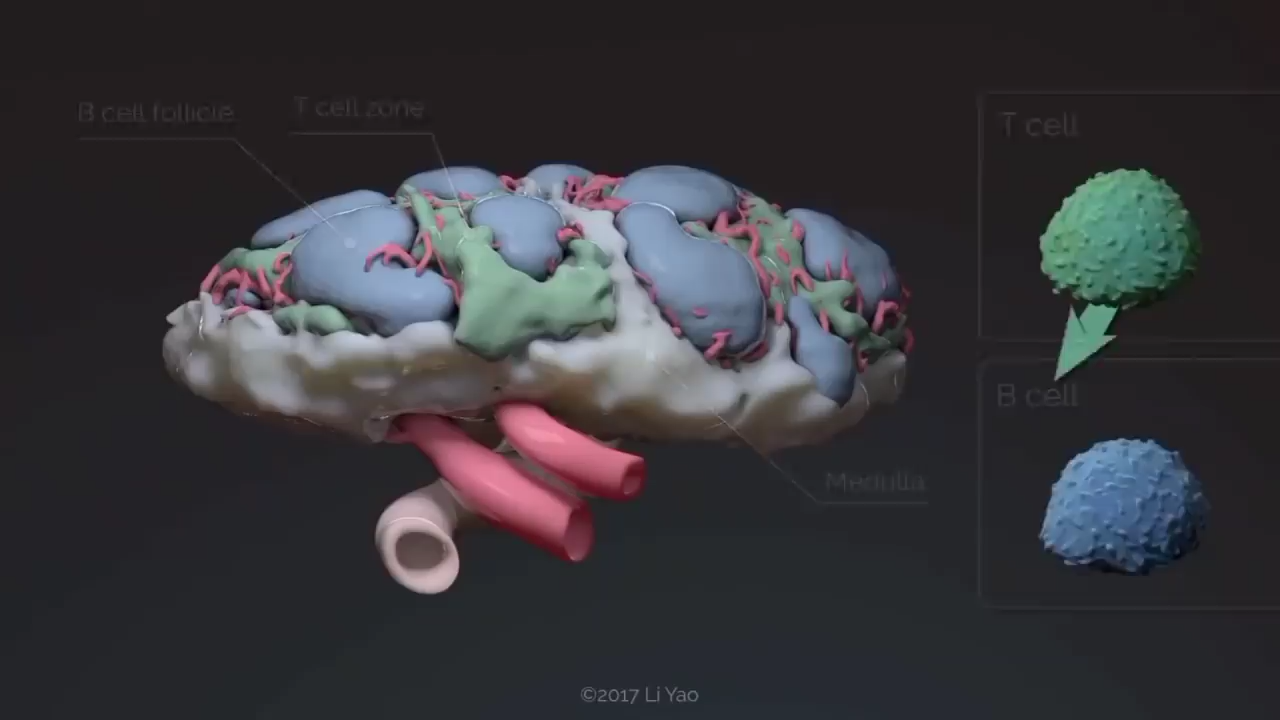 B cell follicle
T cell zone
T cell
B cell
Medulla
©2017 Li Yao